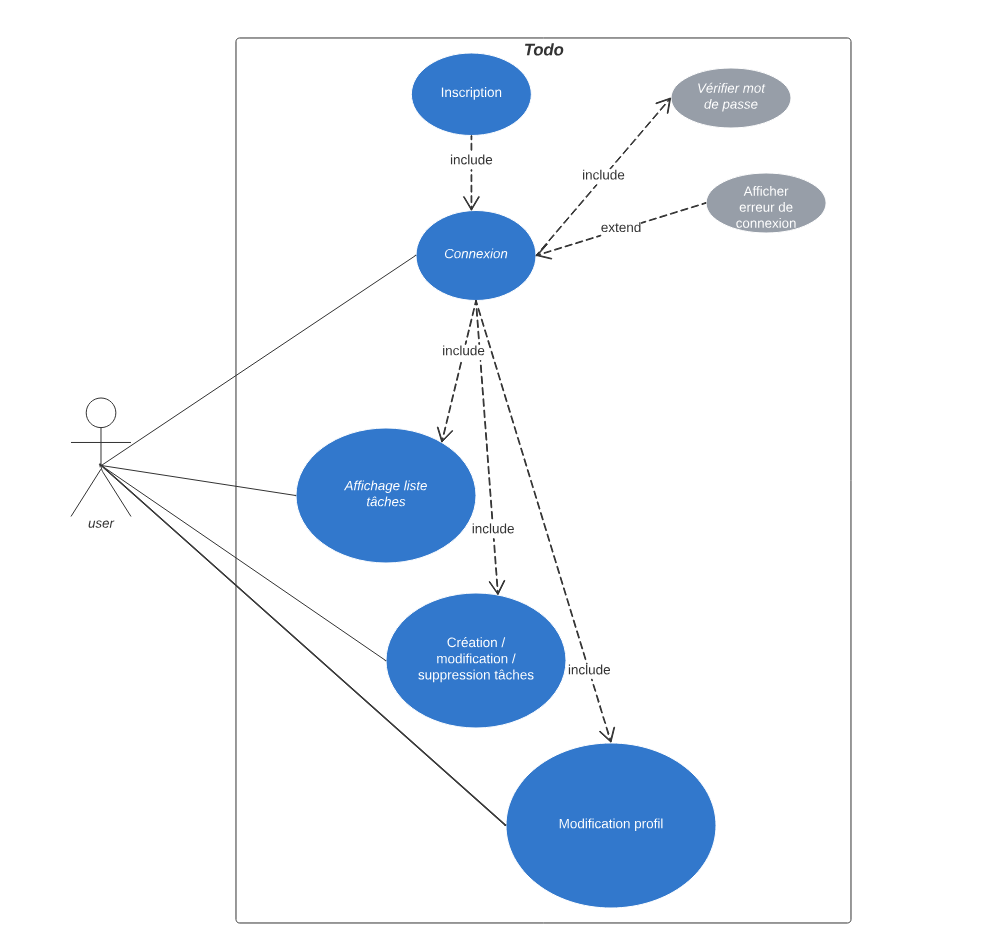 Todo
Inscription
Vérifier mot
de passe
include
include
Afficher
erreur de
connexion
extend
Connexion
include
Affichage liste
tâches
user
include
Création /
modification /
suppression tâches
include
Modification profil